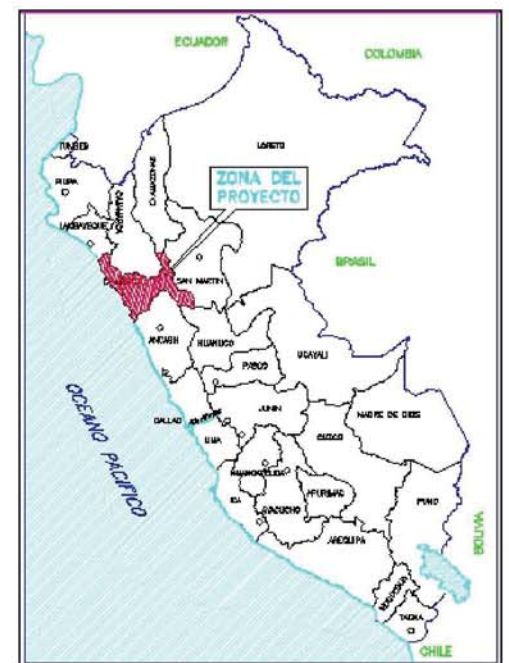 ECUADOR
COLOMBIA
TUMBES
PIURA
LORETO
AMAZONAS
ZONA DEL
PROYECTO
LAMBAYEQUE
CAJAMARCA
SAN MARTIN
BRASIL
ANCASH
HUANUCO
PASCO
UCAYALI
OCEANO PACIFICO
CALLAO
LIMA
JUNIN
CUSCO
MADRE DE DIOS
HUANCAVELICA
ICA
AYACUCHO
APURIMAC
PUNO
AREQUIPA
BOLIVIA
MOQUEGUA
TACNA
CHILE